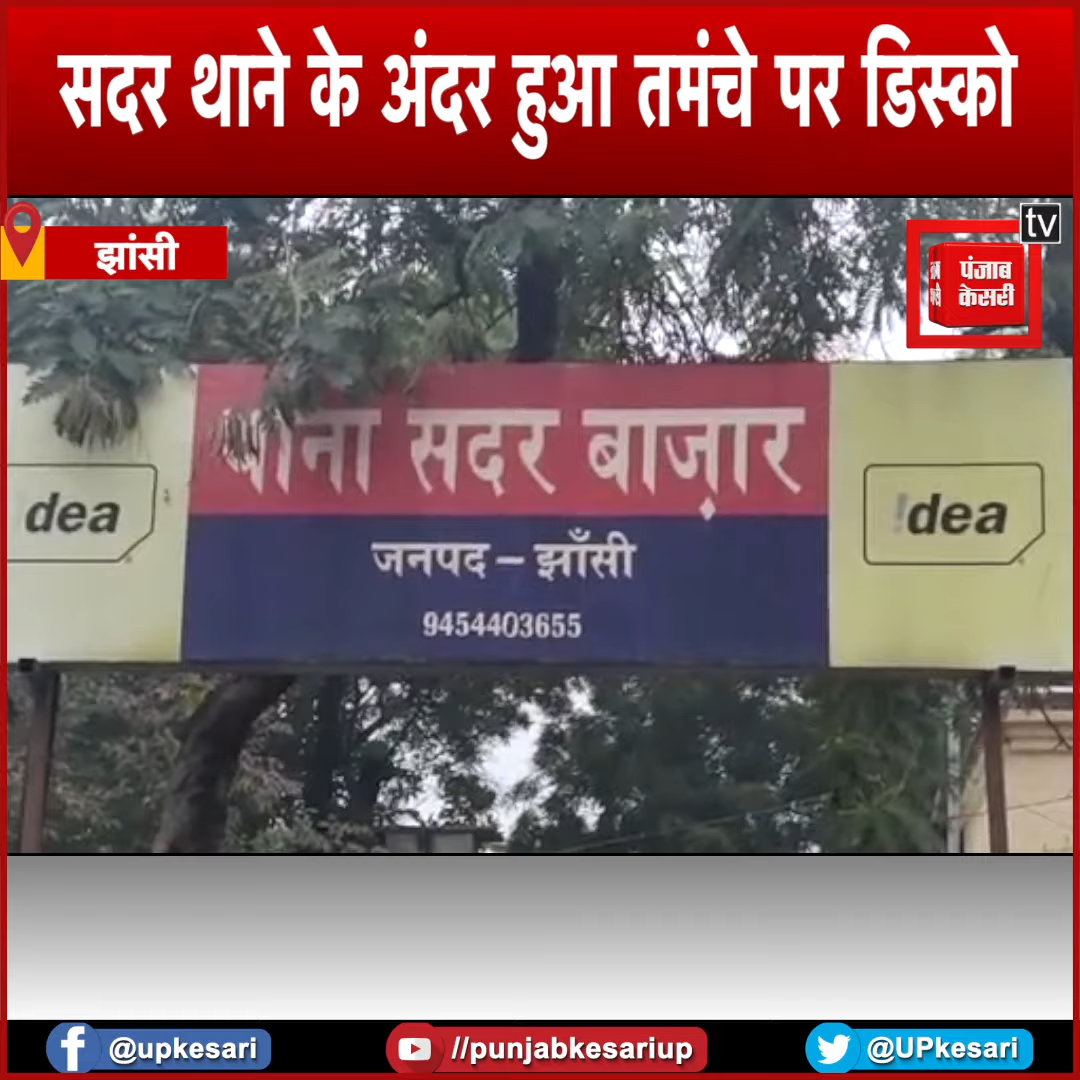 सदर थाने के अंदर हुआ तमंचे पर डिस्को
tv
झांसी
पंजाब
केसरी
थाना सदर बाज़ार
dea
!dea
जनपद – झाँसी
9454403655
@upkesari
//punjabkesariup
@UPkesari